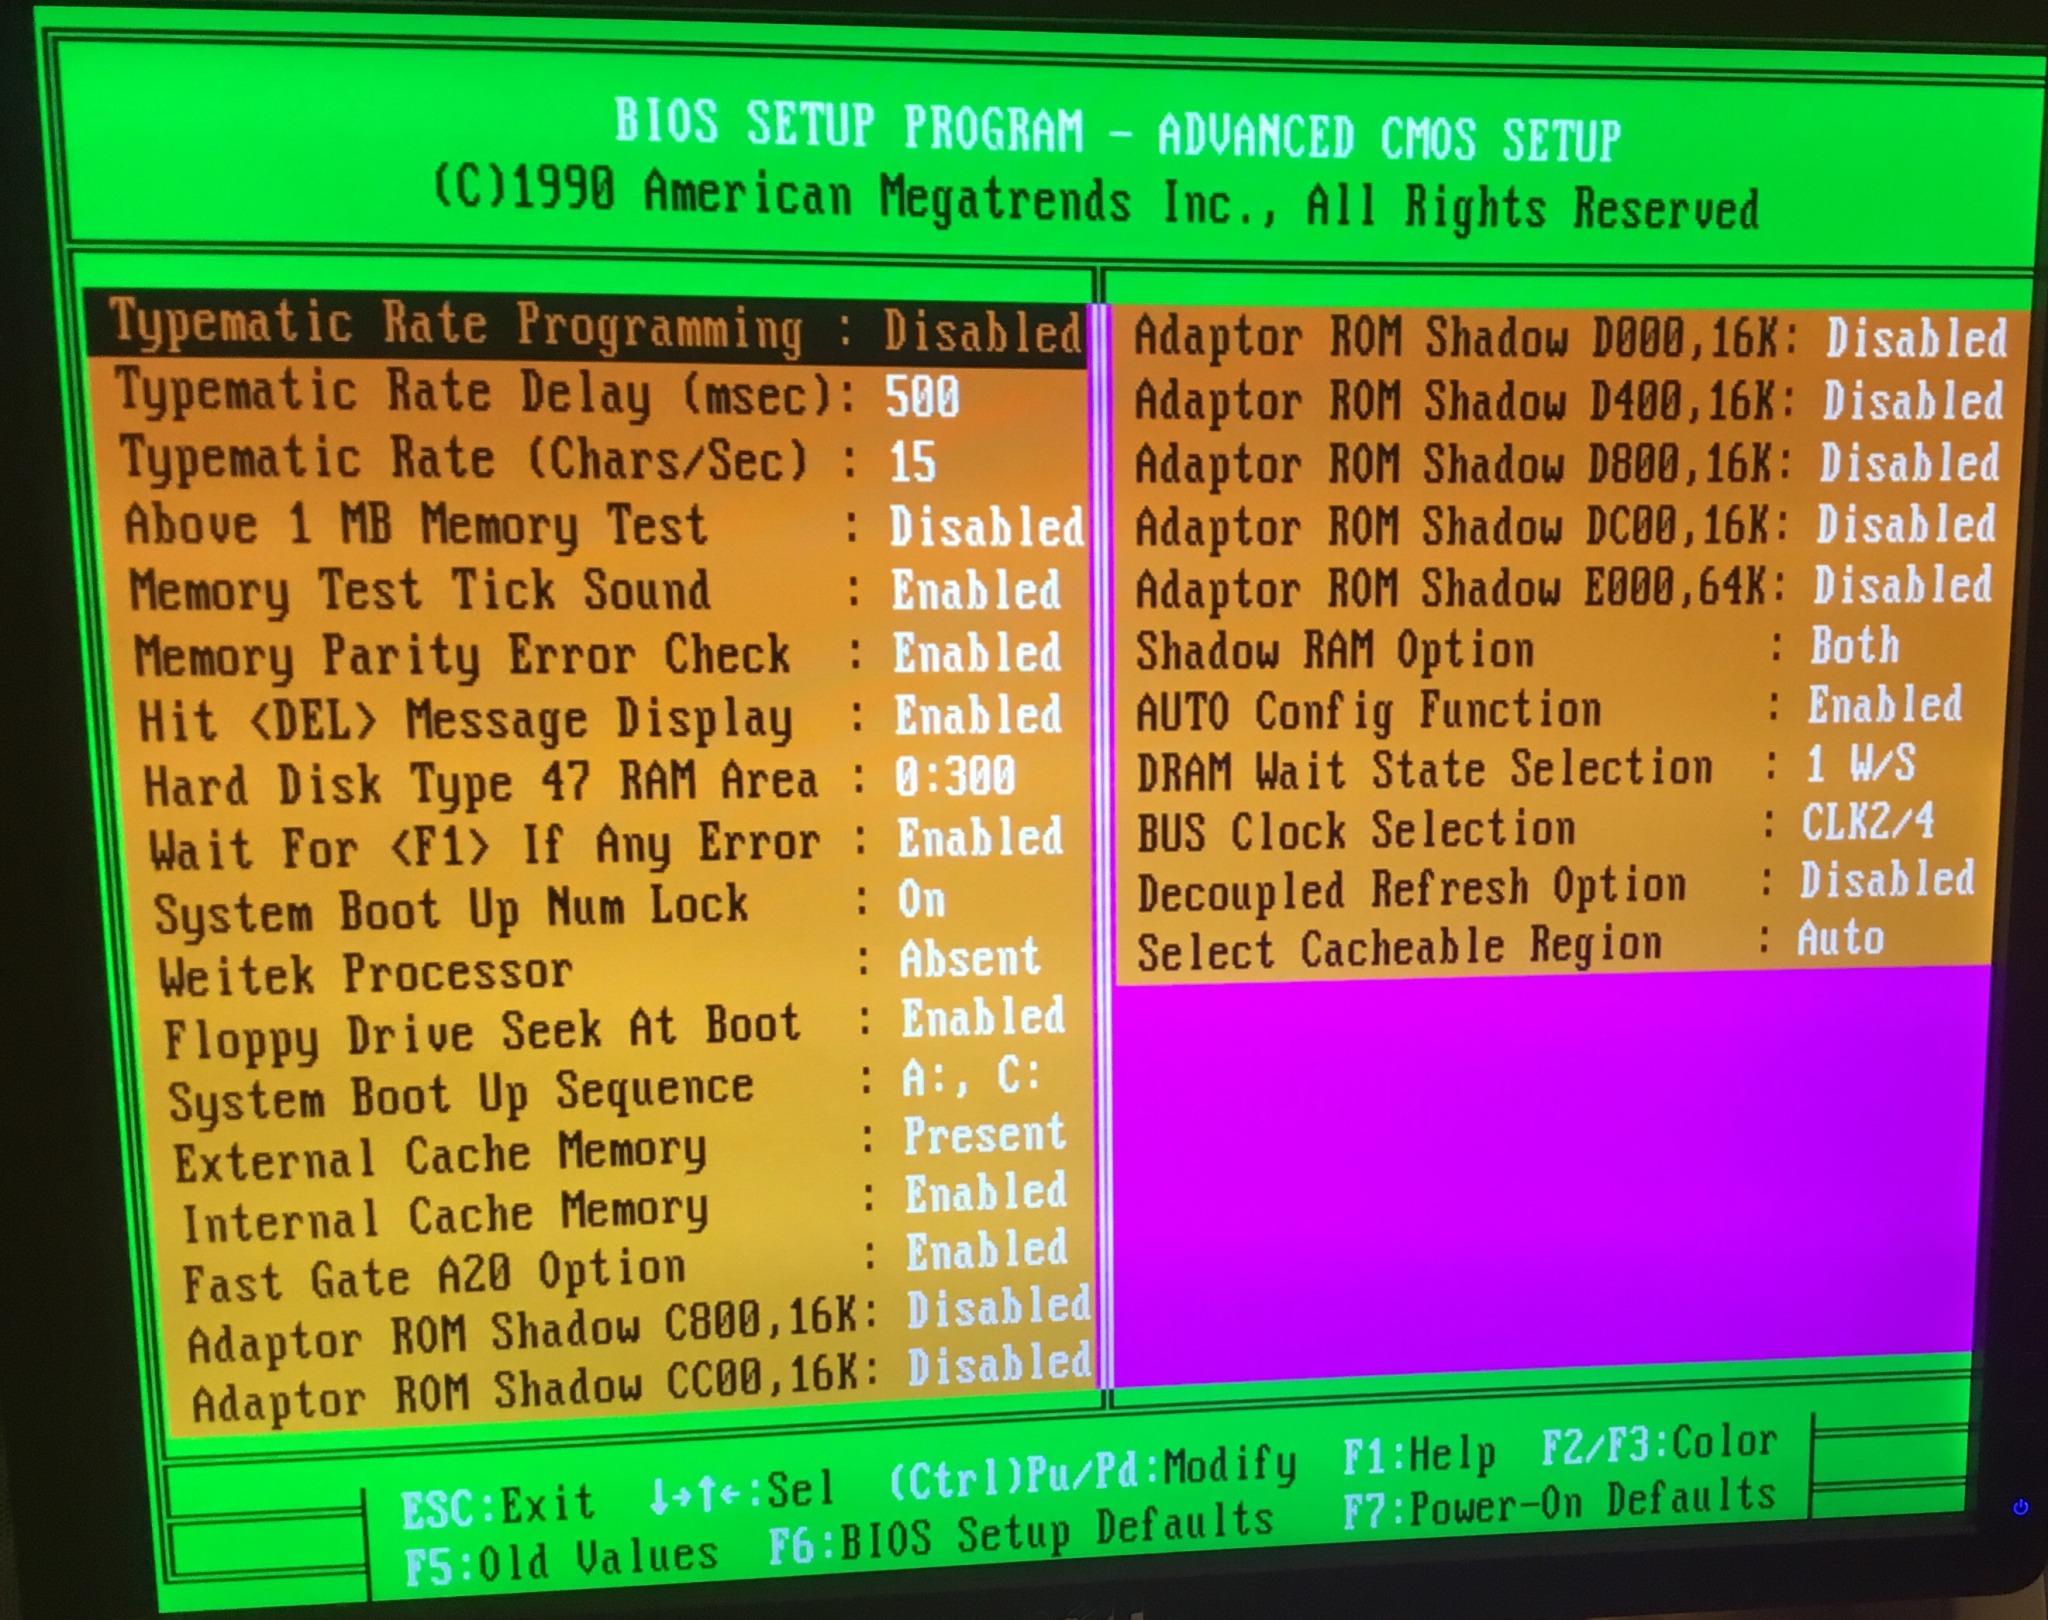 BIOS SETUP PROGRAM - ADVANCED CMOS SETUP
(C)1990 American Megatrends Inc., All Rights Reserved
Typematic Rate Programming : Disabled
Typematic Rate Delay (msec): 500
Typematic Rate (Chars/Sec) : 15
Above 1 MB Memory Test : Disabled
Memory Test Tick Sound : Enabled
Memory Parity Error Check : Enabled
Hit <DEL> Message Display : Enabled
Hard Disk Type 47 RAM Area : 0:300
Wait For <F1> If Any Error : Enabled
System Boot Up Num Lock : On
Weitek Processor : Absent
Floppy Drive Seek At Boot : Enabled
System Boot Up Sequence : A:, C:
External Cache Memory : Present
Internal Cache Memory : Enabled
Fast Gate A20 Option : Enabled
Adaptor ROM Shadow C800,16K: Disabled
Adaptor ROM Shadow CC00,16K: Disabled
Adaptor ROM Shadow D000,16K: Disabled
Adaptor ROM Shadow D400,16K: Disabled
Adaptor ROM Shadow D800,16K: Disabled
Adaptor ROM Shadow DC00,16K: Disabled
Adaptor ROM Shadow E000,64K: Disabled
Shadow RAM Option : Both
AUTO Config Function : Enabled
DRAM Wait State Selection : 1 W/S
BUS Clock Selection : CLK2/4
Decoupled Refresh Option : Disabled
Select Cacheable Region : Auto
ESC:Exit ↓→↑←:Sel (Ctrl)Pu/Pd:Modify F1:Help F2/F3:Color
F5:Old Values F6:BIOS Setup Defaults F7:Power-On Defaults